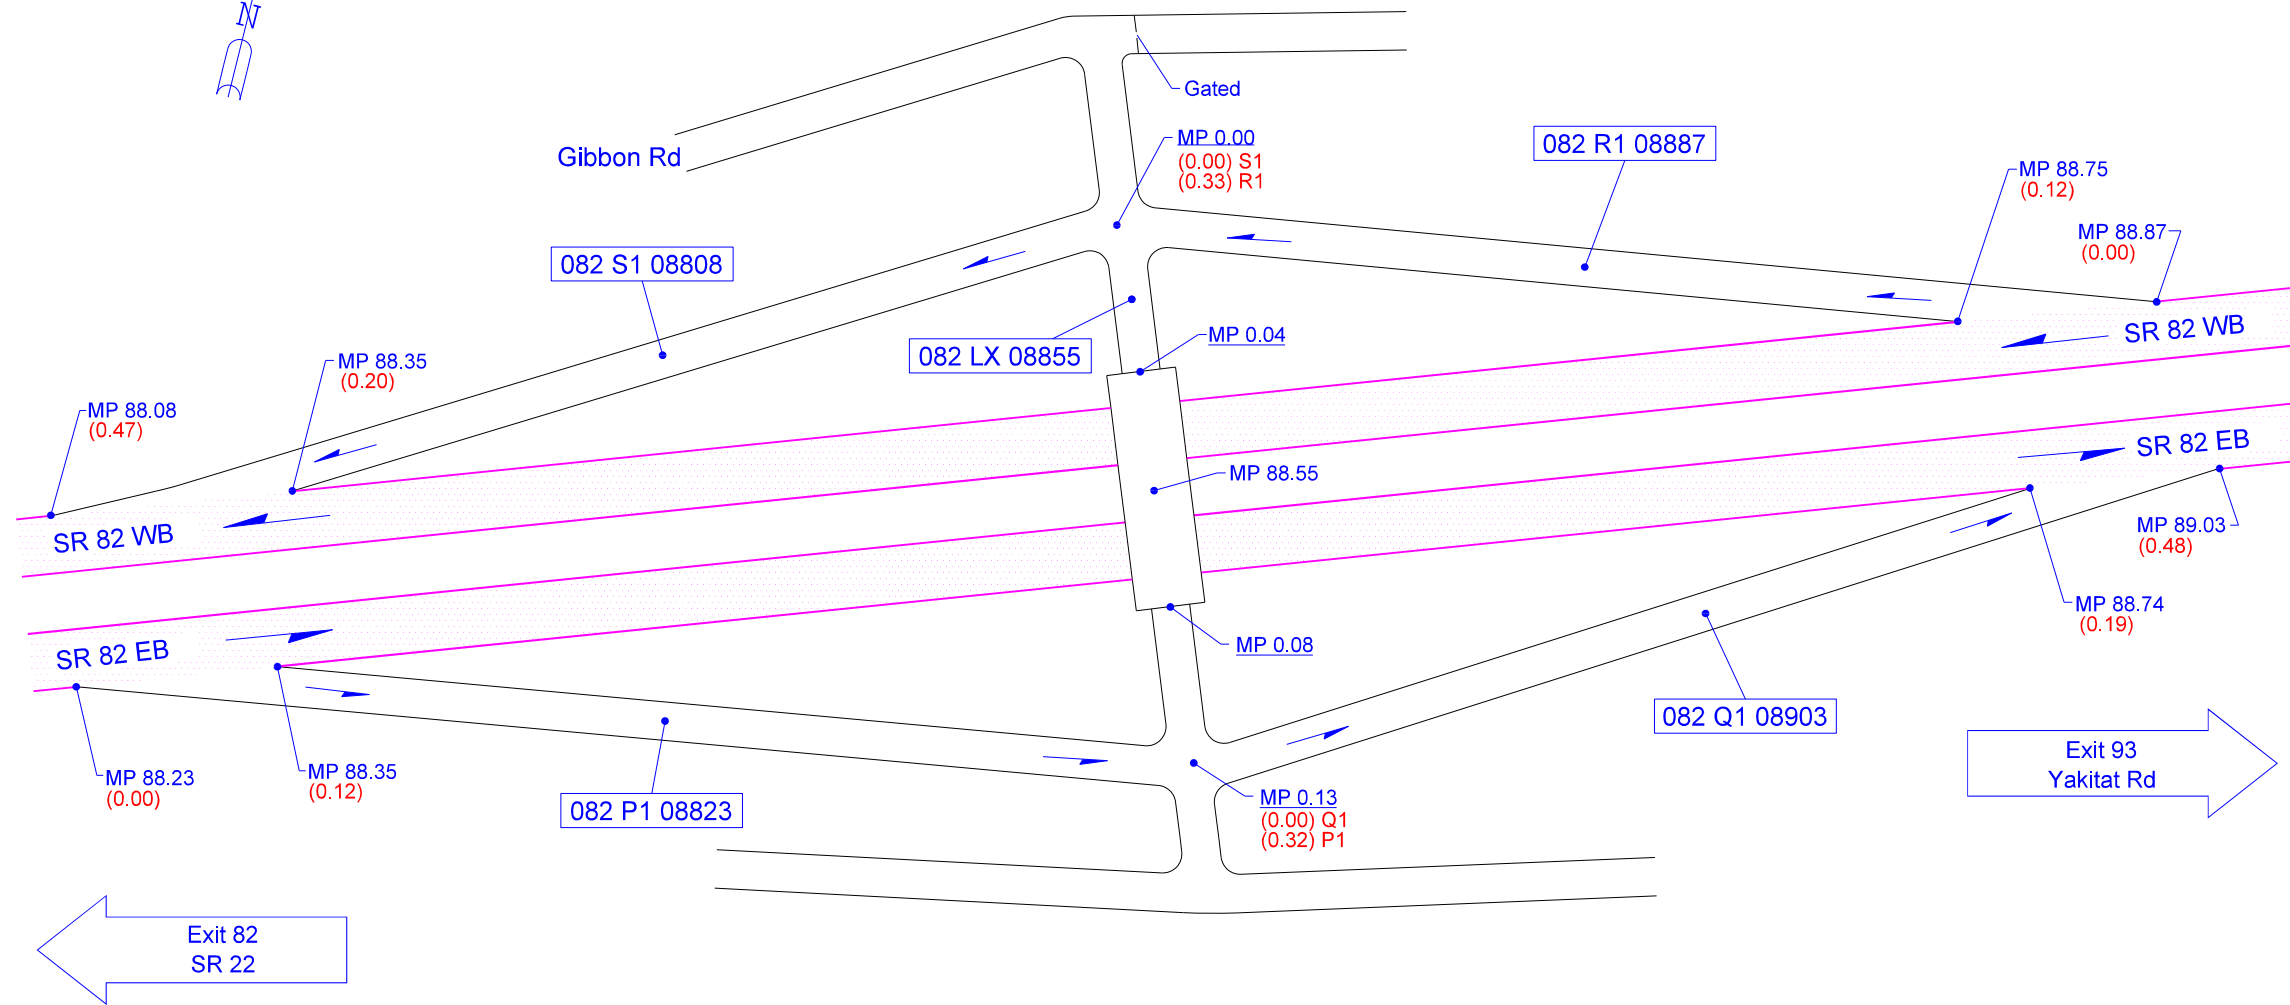 N
Gated
MP 0.00
(0.00) S1
(0.33) R1
082 R1 08887
Gibbon Rd
MP 88.75
(0.12)
MP 88.87
(0.00)
082 S1 08808
SR 82 WB
MP 0.04
082 LX 08855
MP 88.35
(0.20)
MP 88.08
(0.47)
SR 82 EB
MP 88.55
SR 82 WB
MP 89.03
(0.48)
MP 88.74
(0.19)
SR 82 EB
MP 0.08
082 Q1 08903
Exit 93
Yakitat Rd
MP 88.23
(0.00)
MP 88.35
(0.12)
082 P1 08823
MP 0.13
(0.00) Q1
(0.32) P1
Exit 82
SR 22